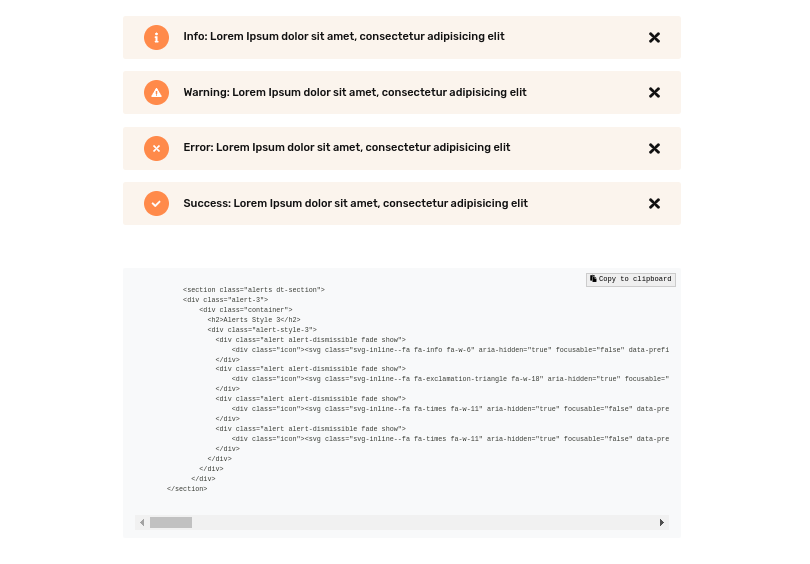 Info: Lorem Ipsum dolor sit amet, consectetur adipisicing elit
Warning: Lorem Ipsum dolor sit amet, consectetur adipisicing elit
Error: Lorem Ipsum dolor sit amet, consectetur adipisicing elit
Success: Lorem Ipsum dolor sit amet, consectetur adipisicing elit
Copy to clipboard
<section class="alerts dt-section">
<div class="alert-3">
<div class="container">
<h2>Alerts Style 3</h2>
<div class="alert-style-3">
<div class="alert alert-dismissible fade show">
<div class="icon"><svg class="svg-inline--fa fa-info fa-w-6" aria-hidden="true" focusable="false" data-prefi
</div>
<div class="alert alert-dismissible fade show">
<div class="icon"><svg class="svg-inline--fa fa-exclamation-triangle fa-w-18" aria-hidden="true" focusable="
</div>
<div class="alert alert-dismissible fade show">
<div class="icon"><svg class="svg-inline--fa fa-times fa-w-11" aria-hidden="true" focusable="false" data-pre
</div>
<div class="alert alert-dismissible fade show">
<div class="icon"><svg class="svg-inline--fa fa-times fa-w-11" aria-hidden="true" focusable="false" data-pre
</div>
</div>
</div>
</div>
</section>